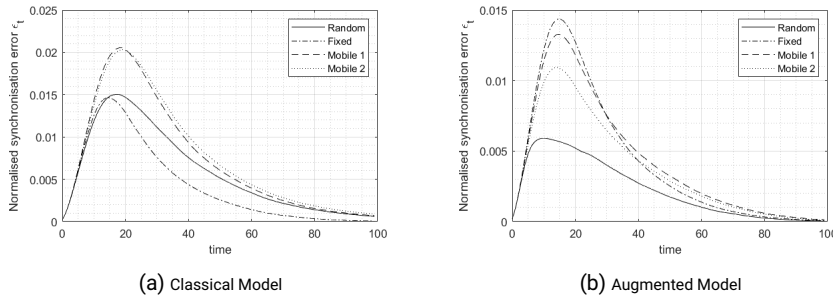 Normalised synchronisation error ϵt
0.025
0.02
0.015
0.01
0.005
0
0 20 40 60 80 100
time
Random
Fixed
Mobile 1
Mobile 2
(a) Classical Model
Normalised synchronisation error ϵt
0.015
0.01
0.005
0
0 20 40 60 80 100
time
Random
Fixed
Mobile 1
Mobile 2
(b) Augmented Model